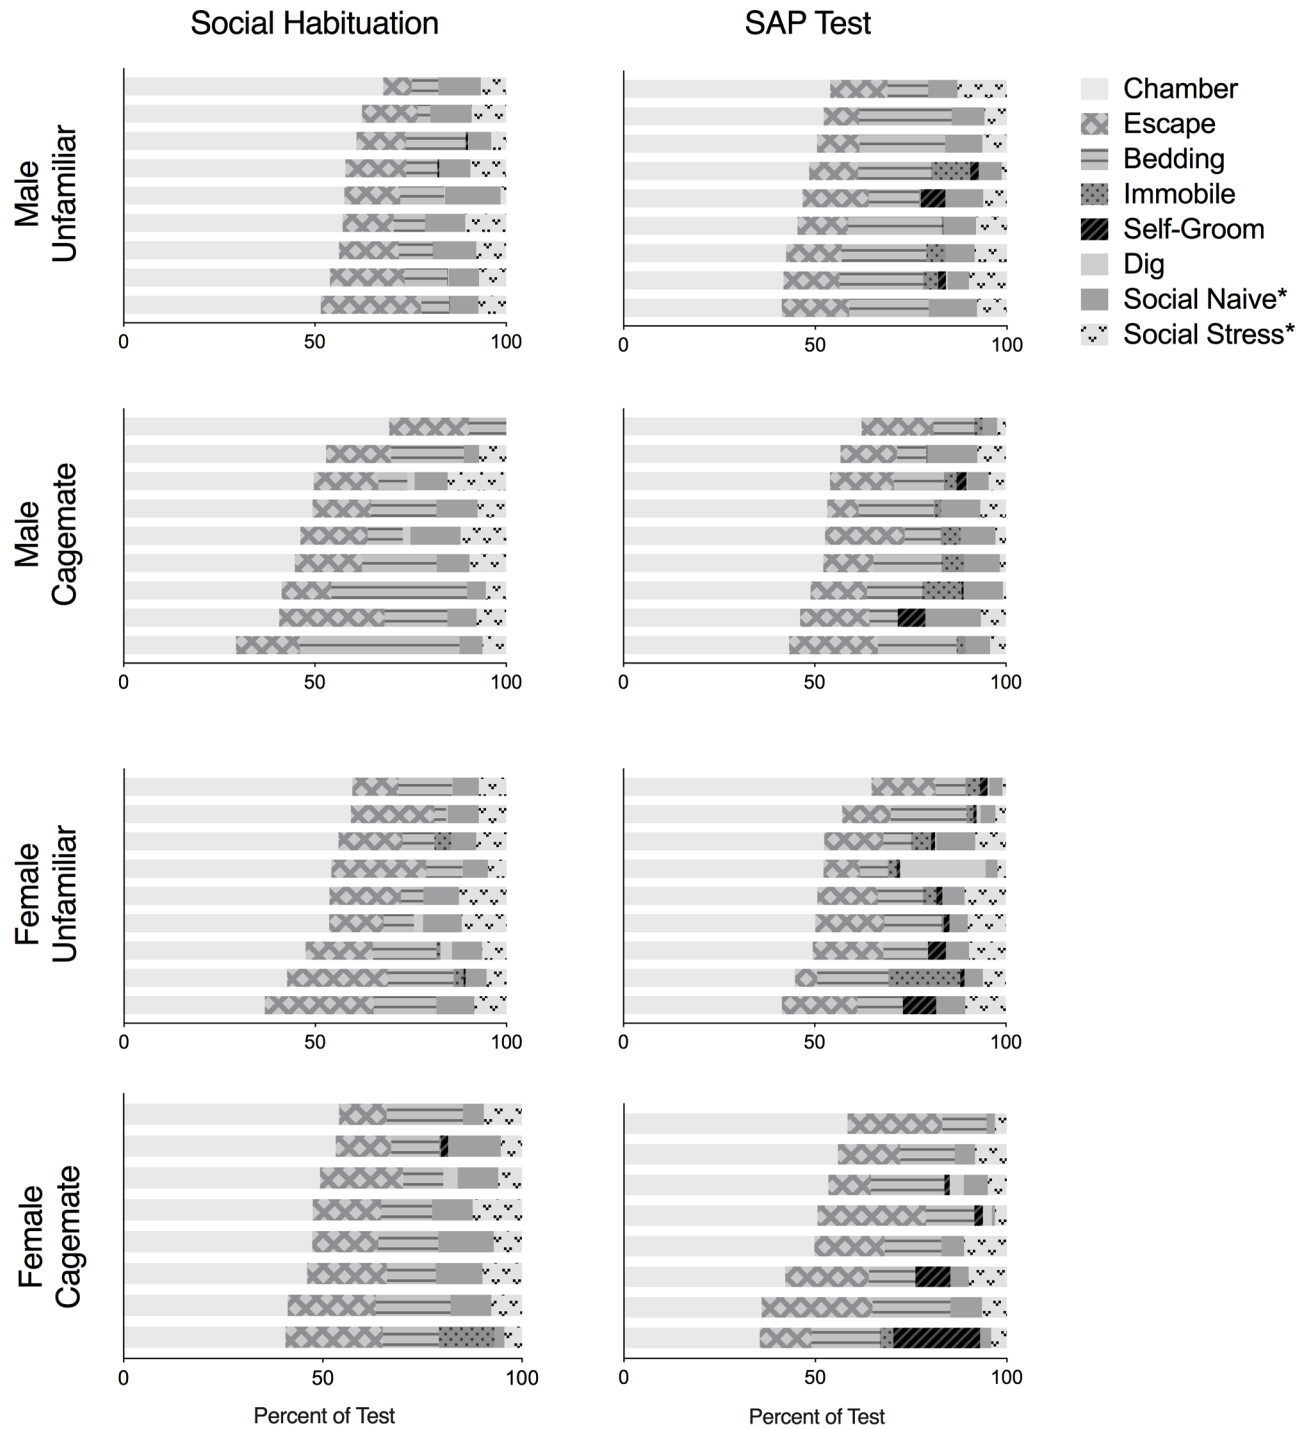 Social Habituation
SAP Test
Male
Unfamiliar
0 50 100
0 50 100
Chamber
Escape
Bedding
Immobile
Self-Groom
Dig
Social Naive*
Social Stress*
Male
Cagemate
0 50 100
0 50 100
Female
Unfamiliar
0 50 100
0 50 100
Female
Cagemate
0 50 100
0 50 100
Percent of Test
Percent of Test